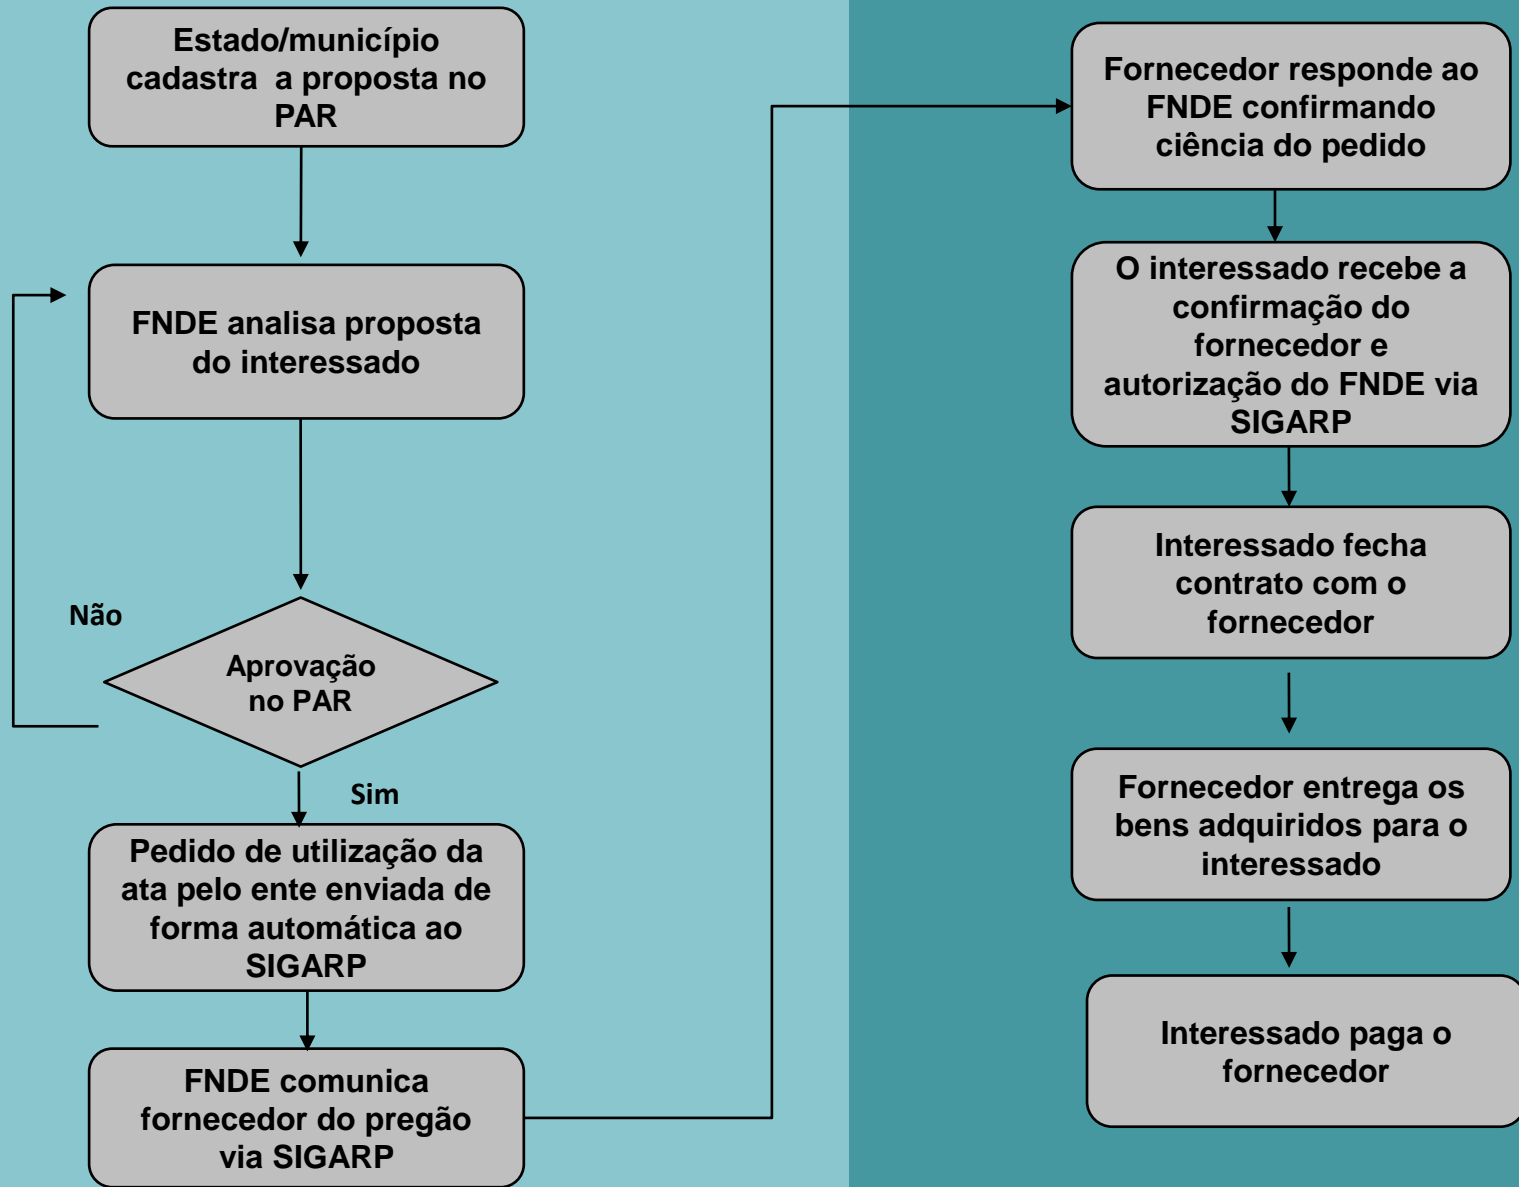 Estado/município
cadastra a proposta no
PAR
FNDE analisa proposta
do interessado
Não
Aprovação
no PAR
Sim
Pedido de utilização da
ata pelo ente enviada de
forma automática ao
SIGARP
FNDE comunica
fornecedor do pregão
via SIGARP
Fornecedor responde ao
FNDE confirmando
ciência do pedido
O interessado recebe a
confirmação do
fornecedor e
autorização do FNDE via
SIGARP
Interessado fecha
contrato com o
fornecedor
Fornecedor entrega os
bens adquiridos para o
interessado
Interessado paga o
fornecedor